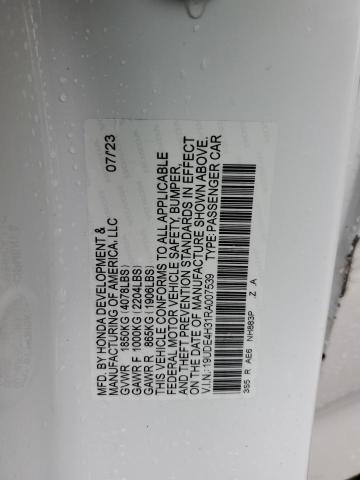 MFD. BY HONDA DEVELOPMENT & 07/23
MANUFACTURING OF AMERICA, LLC
GVWR 1850KG (4078LBS)
GAWR F 1000KG (2204LBS)
GAWR R 865KG (1906LBS)
THIS VEHICLE CONFORMS TO ALL APPLICABLE
FEDERAL MOTOR VEHICLE SAFETY, BUMPER,
AND THEFT PREVENTION STANDARDS IN EFFECT
ON THE DATE OF MANUFACTURE SHOWN ABOVE.
V.I.N.: 19UDE4H31RA007539 TYPE:PASSENGER CAR
3S5 R AE6 NH883P Z A